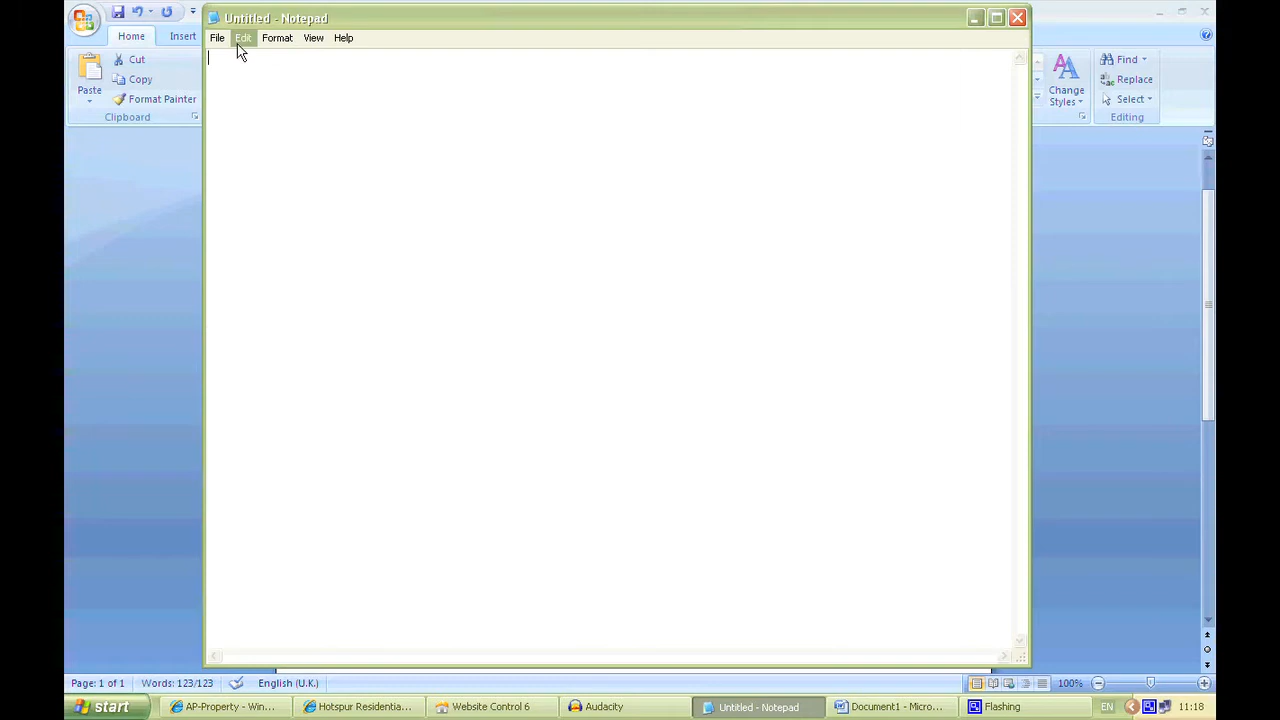 Untitled - Notepad
File Edit Format View Help
Home Insert
Cut
Copy
Paste
Format Painter
Clipboard
Find
Replace
Select
Change
Styles
Editing
Page: 1 of 1 Words: 123/123 English (U.K.) 100%
start AP-Property - Win... Hotspur Residentia... Website Control 6 Audacity Untitled - Notepad Document1 - Micro... Flashing EN 11:18